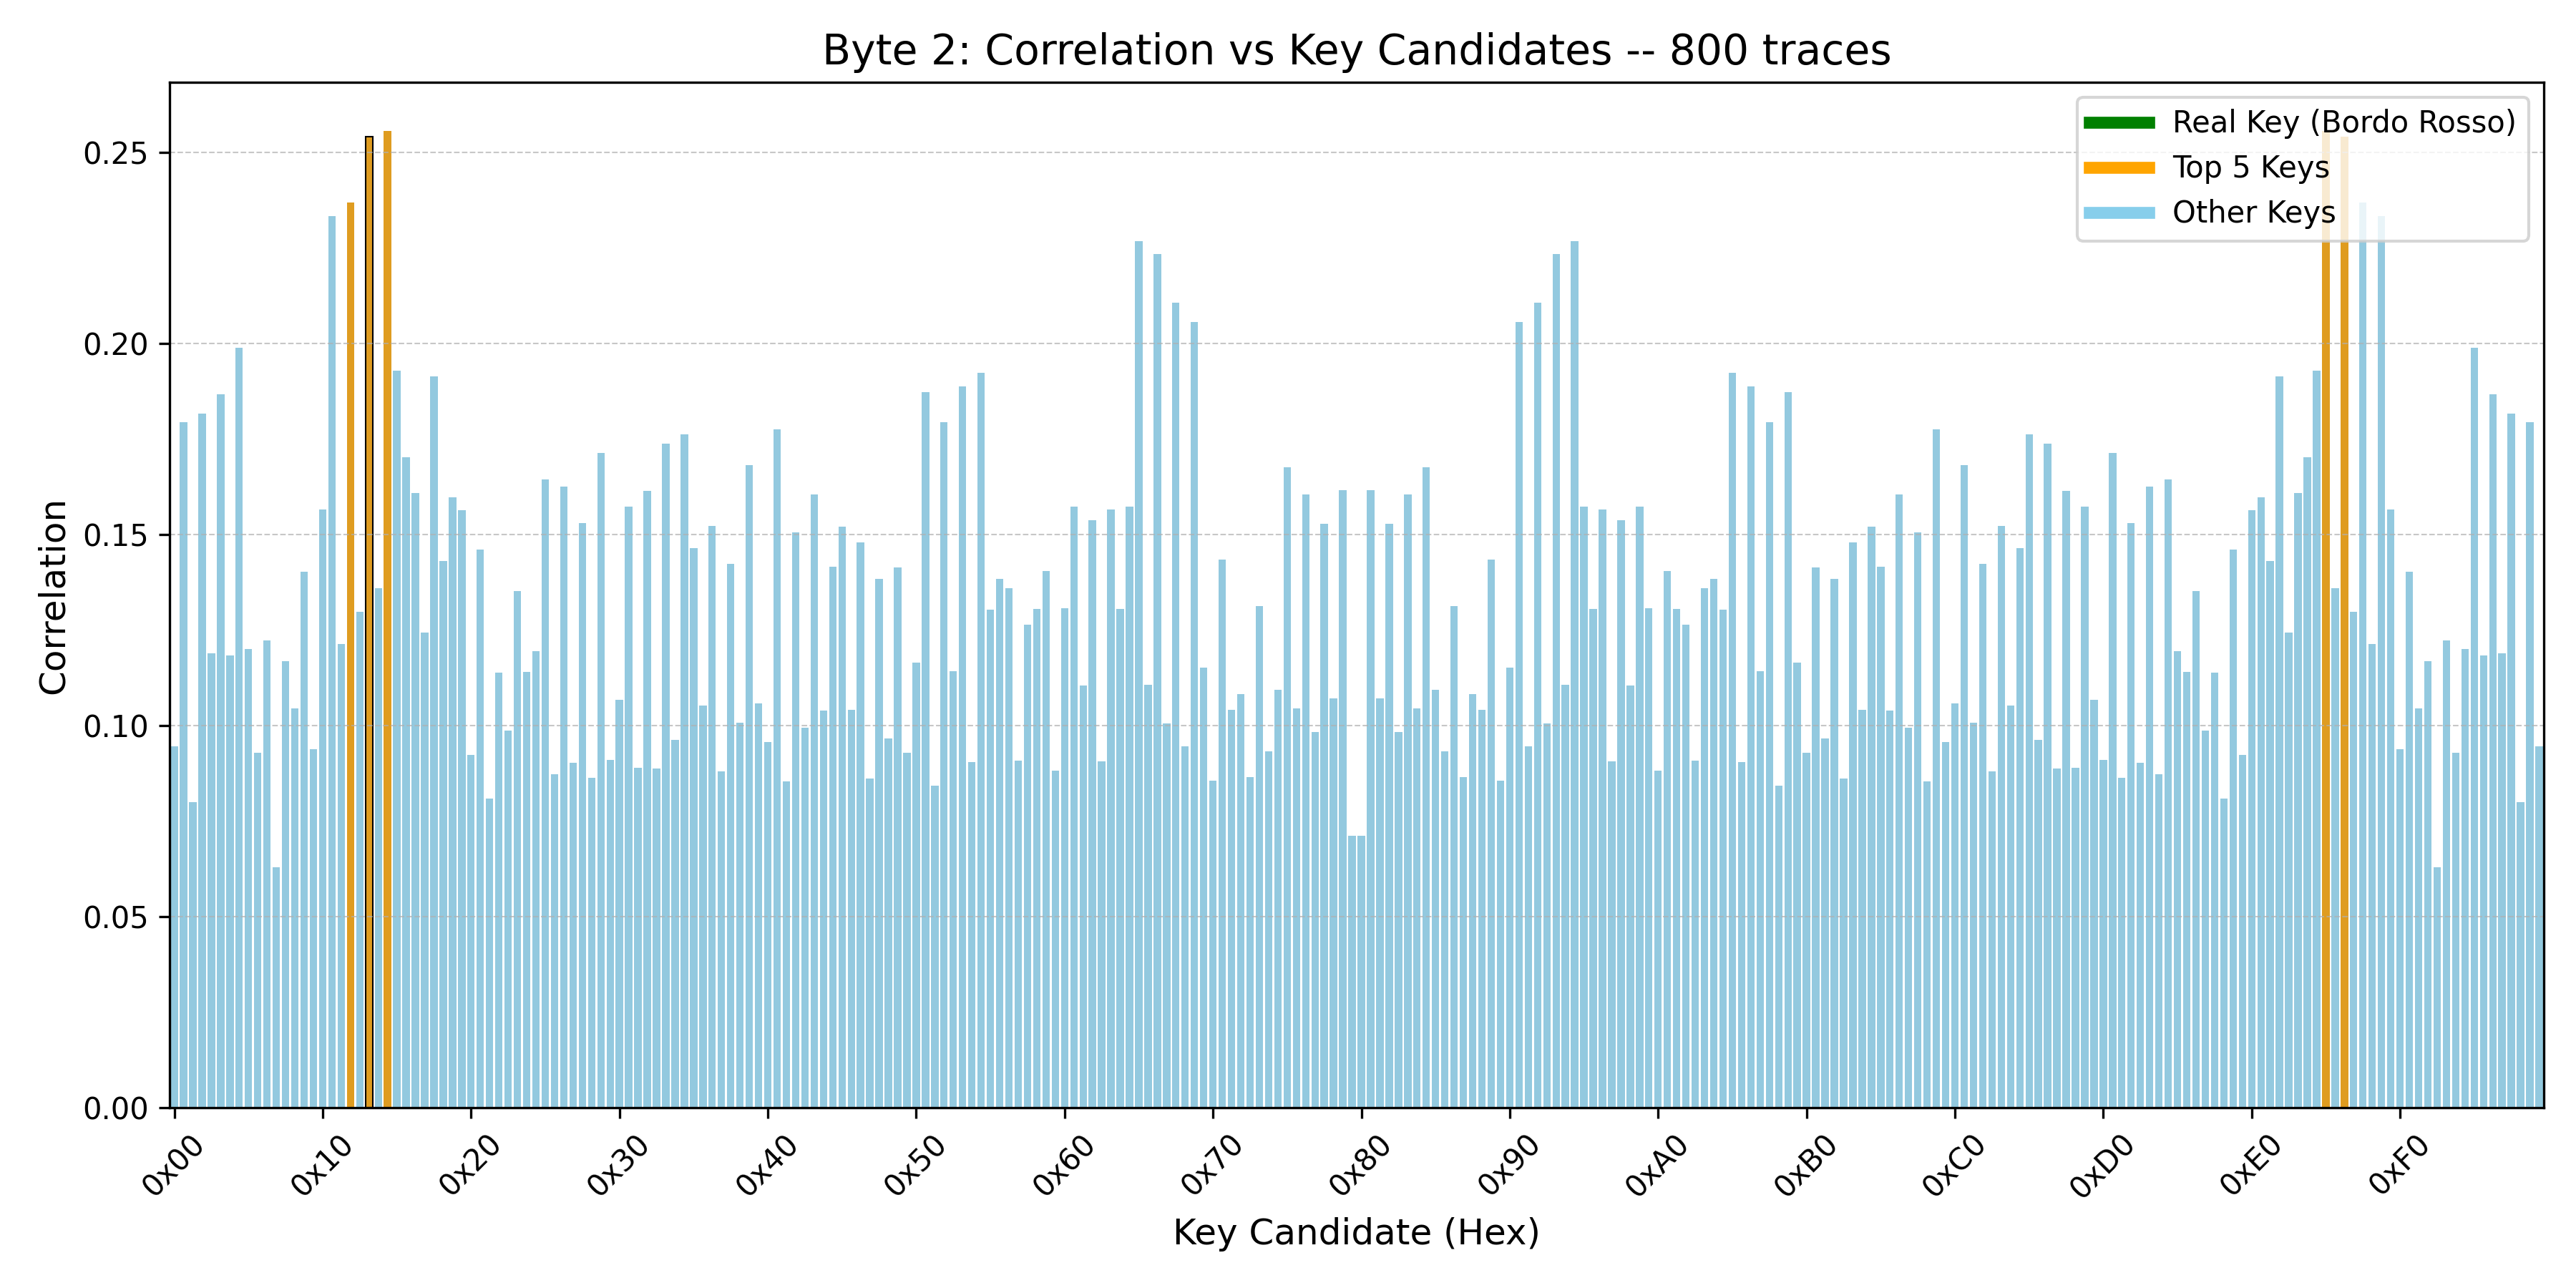 Byte 2: Correlation vs Key Candidates -- 800 traces
Real Key (Bordo Rosso)
Top 5 Keys
Other Keys
Correlation
0.25
0.20
0.15
0.10
0.05
0.00
0x00 0x10 0x20 0x30 0x40 0x50 0x60 0x70 0x80 0x90 0xA0 0xB0 0xC0 0xD0 0xE0 0xF0
Key Candidate (Hex)